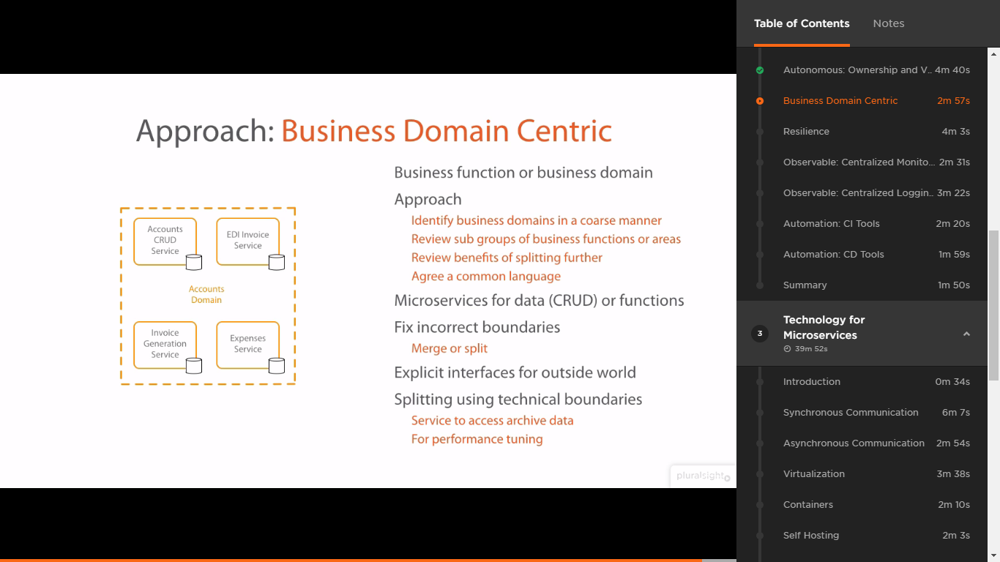 Approach: Business Domain Centric
Accounts
CRUD
Service
EDI Invoice
Service
Accounts
Domain
Invoice
Generation
Service
Expenses
Service
Business function or business domain
Approach
Identify business domains in a coarse manner
Review sub groups of business functions or areas
Review benefits of splitting further
Agree a common language
Microservices for data (CRUD) or functions
Fix incorrect boundaries
Merge or split
Explicit interfaces for outside world
Splitting using technical boundaries
Service to access archive data
For performance tuning
pluralsight
Table of Contents Notes
Autonomous: Ownership and V.. 4m 40s
Business Domain Centric 2m 57s
Resilience 4m 3s
Observable: Centralized Monito... 2m 31s
Observable: Centralized Loggin.. 3m 22s
Automation: CI Tools 2m 20s
Automation: CD Tools 1m 59s
Summary 1m 50s
3
Technology for
Microservices
39m 52s
Introduction 0m 34s
Synchronous Communication 6m 7s
Asynchronous Communication 2m 54s
Virtualization 3m 38s
Containers 2m 10s
Self Hosting 2m 3s